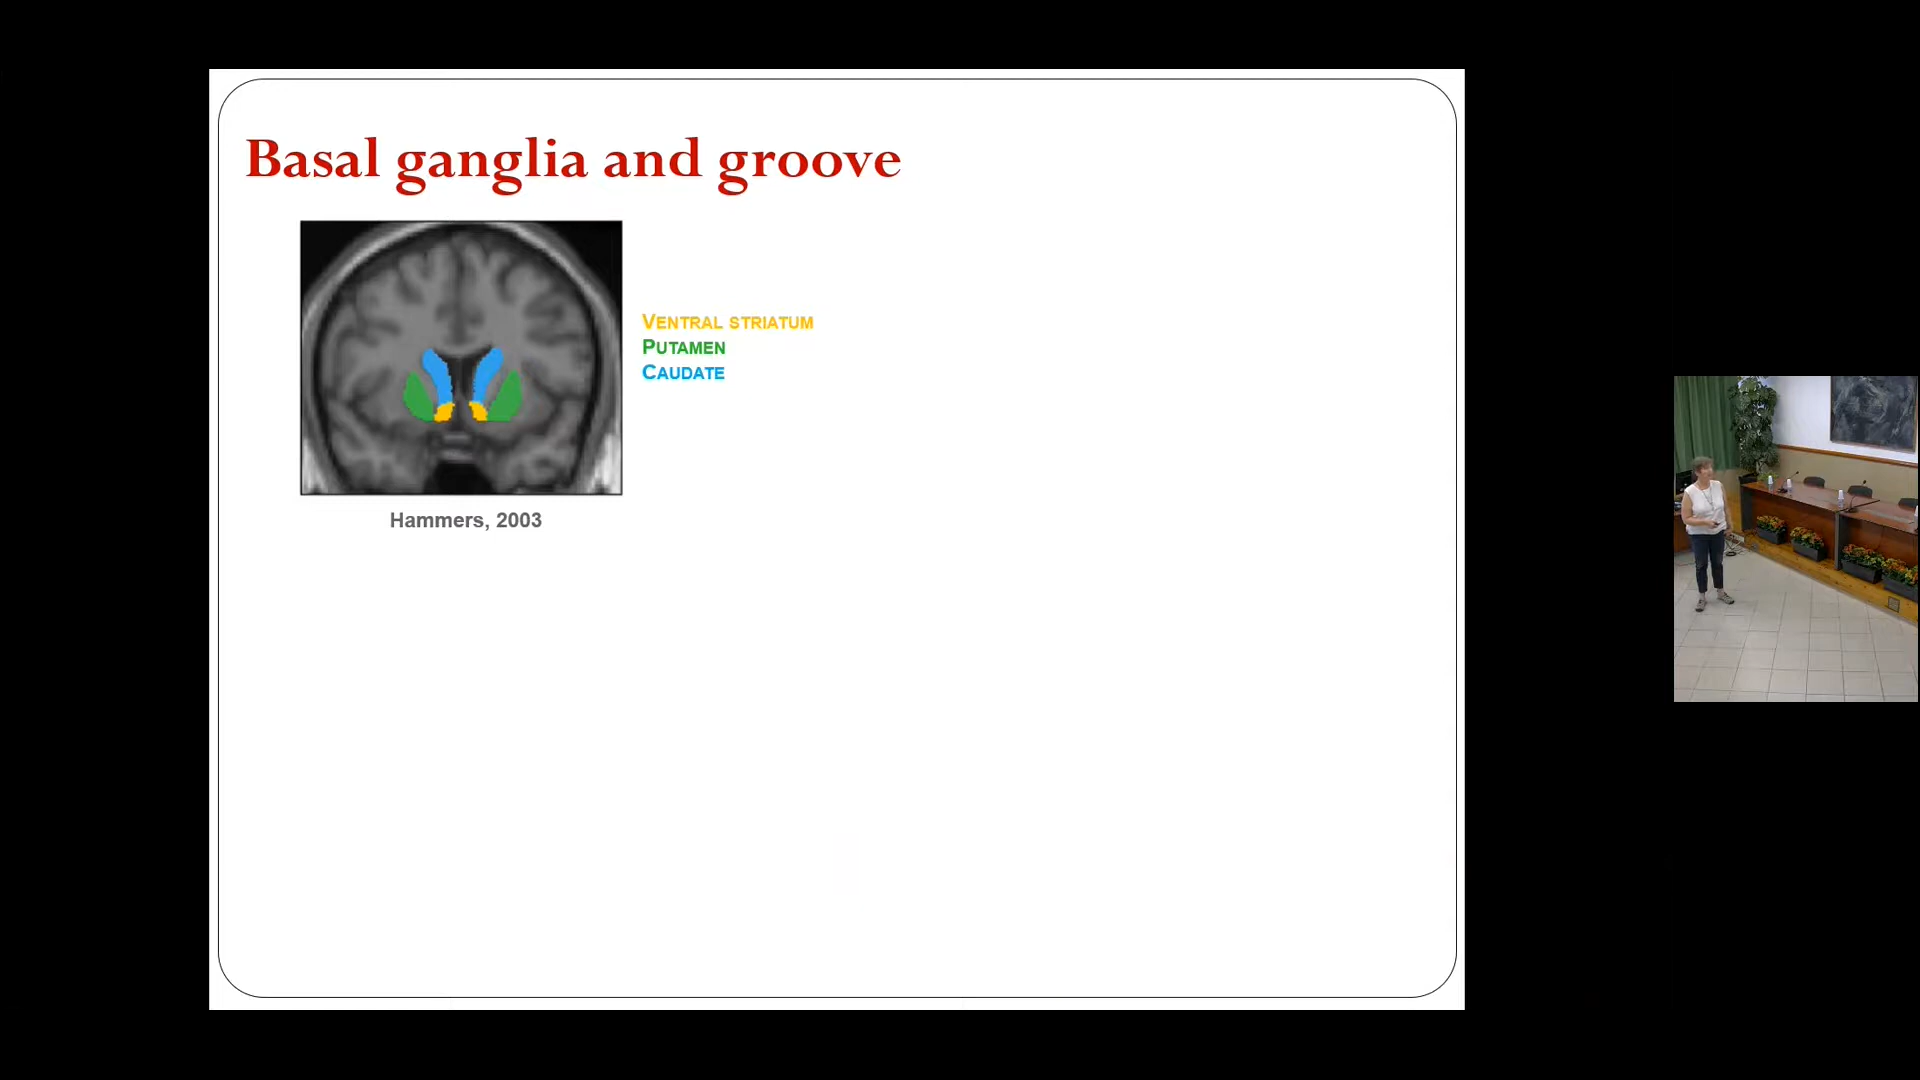 Basal ganglia and groove
VENTRAL STRIATUM
PUTAMEN
CAUDATE
Hammers, 2003